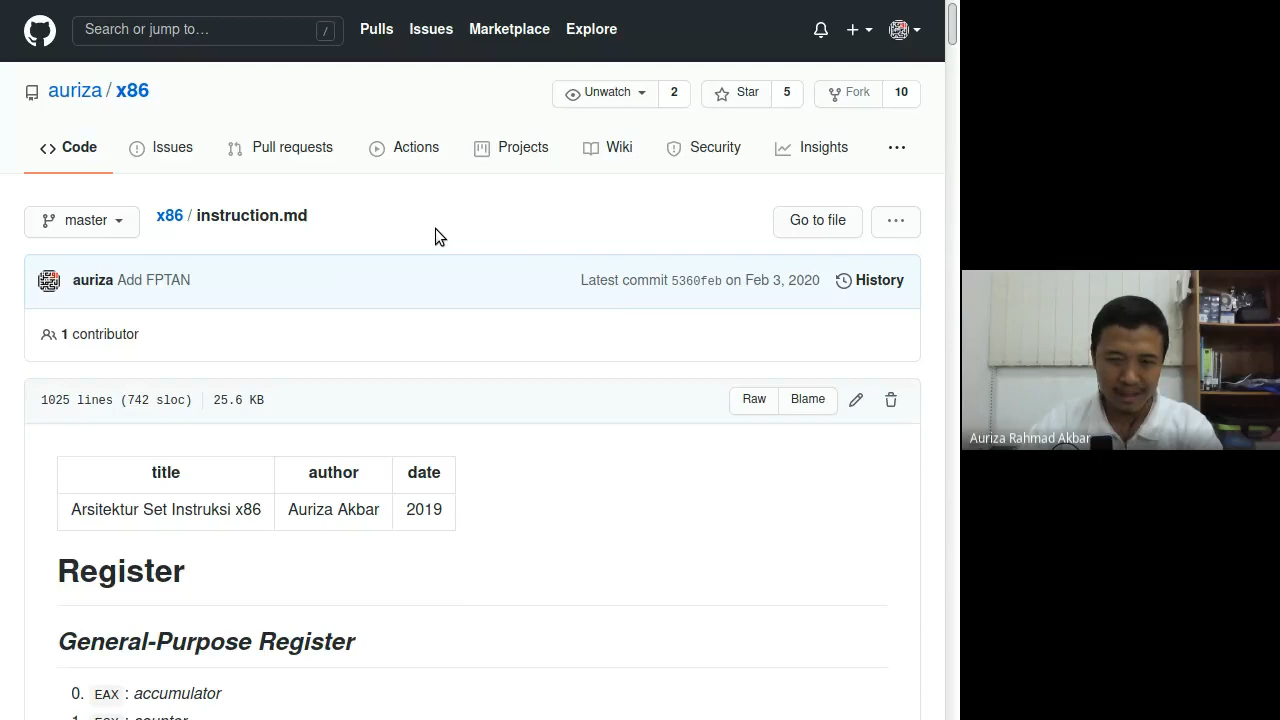 Search or jump to… /
Pulls Issues Marketplace Explore
auriza / x86
Unwatch 2 Star 5 Fork 10
Code Issues Pull requests Actions Projects Wiki Security Insights
master x86 / instruction.md Go to file
auriza Add FPTAN Latest commit 5360feb on Feb 3, 2020 History
1 contributor
1025 lines (742 sloc) 25.6 KB Raw Blame
title author date
Arsitektur Set Instruksi x86 Auriza Akbar 2019
Register
General-Purpose Register
0. EAX : accumulator
1. ECX : counter
Auriza Rahmad Akbar